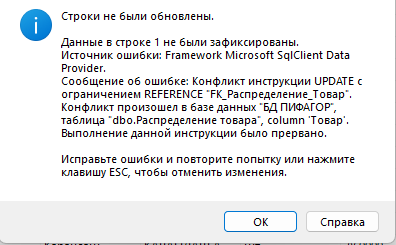 Строки не были обновлены.
Данные в строке 1 не были зафиксированы.
Источник ошибки: Framework Microsoft SqlClient Data
Provider.
Сообщение об ошибке: Конфликт инструкции UPDATE с
ограничением REFERENCE "FK_Распределение_Товар".
Конфликт произошел в базе данных "БД ПИФАГОР",
таблица "dbo.Распределение товара", column 'Товар'.
Выполнение данной инструкции было прервано.
Исправьте ошибки и повторите попытку или нажмите
клавишу ESC, чтобы отменить изменения.
ОК
Справка